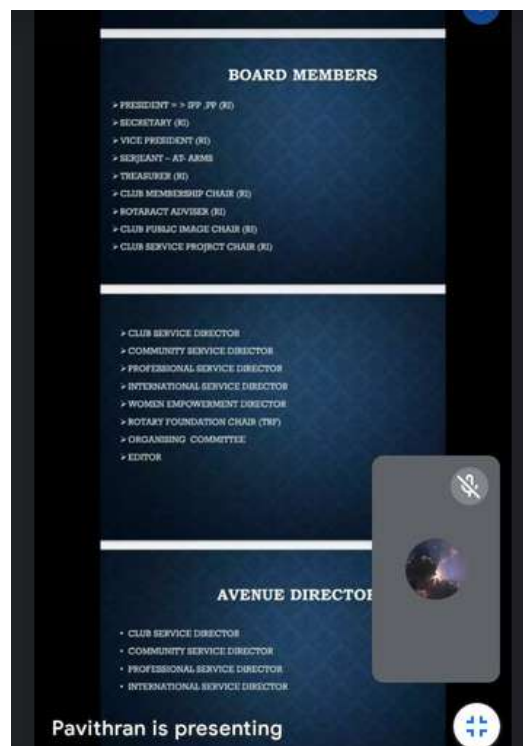 BOARD MEMBERS
➢ PRESIDENT = > IPP ,PP (RI)
➢ SECRETARY (RI)
➢ VICE PRESIDENT (RI)
➢ SERJEANT – AT- ARMS
➢ TREASURER (RI)
➢ CLUB MEMBERSHIP CHAIR (RI)
➢ ROTARACT ADVISER (RI)
➢ CLUB PUBLIC IMAGE CHAIR (RI)
➢ CLUB SERVICE PROJECT CHAIR (RI)
➢ CLUB SERVICE DIRECTOR
➢ COMMUNITY SERVICE DIRECTOR
➢ PROFESSIONAL SERVICE DIRECTOR
➢ INTERNATIONAL SERVICE DIRECTOR
➢ WOMEN EMPOWERMENT DIRECTOR
➢ ROTARY FOUNDATION CHAIR (TRF)
➢ ORGANISING COMMITTEE
➢ EDITOR
AVENUE DIRECTO
• CLUB SERVICE DIRECTOR
• COMMUNITY SERVICE DIRECTOR
• PROFESSIONAL SERVICE DIRECTOR
• INTERNATIONAL SERVICE DIRECTOR
Pavithran is presenting